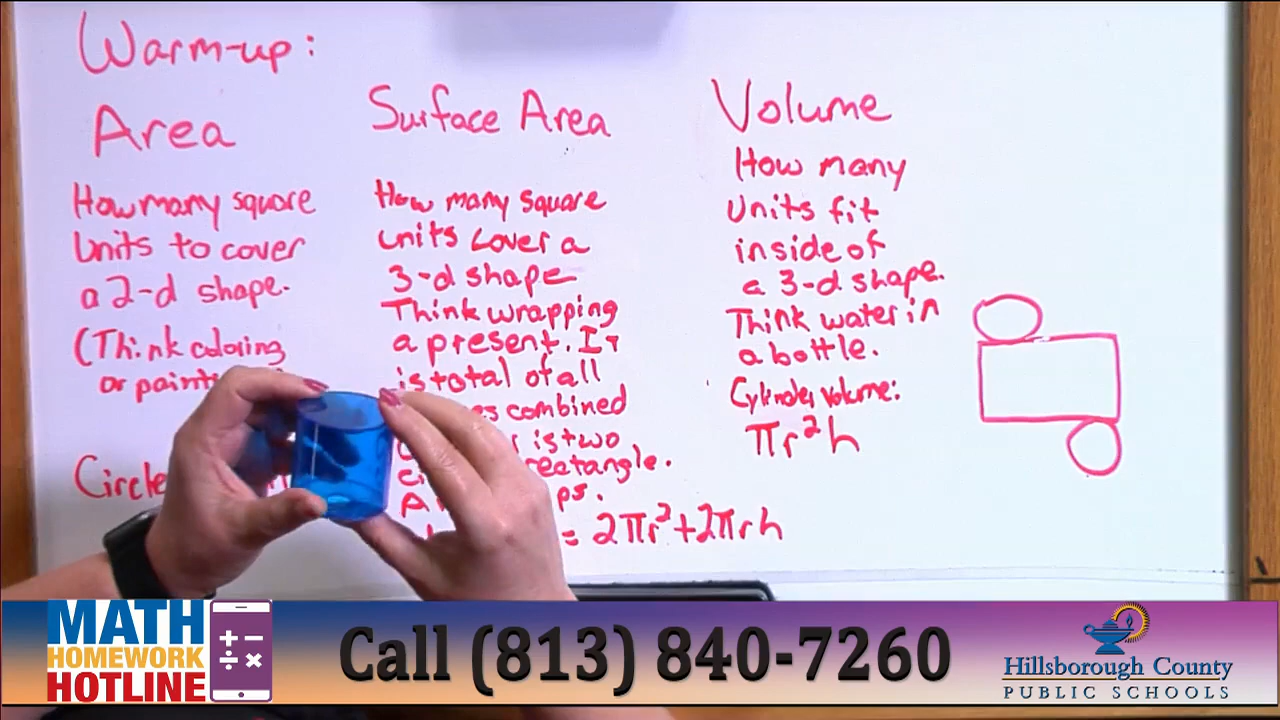 Warm-up:
Area
How many square
units to cover
a 2-d shape.
(Think coloring
or paint
Circle
Surface Area
How many square
units cover a
3-d shape
Think wrapping
a present. It
is total of all
combined
is two
rectangle.
= 2πr²+2πrh
Volume
How many
units fit
inside of
a 3-d shape.
Think water in
a bottle.
Cylinder volume:
πr²h
MATH
HOMEWORK
HOTLINE
+ −
÷ ×
Call (813) 840-7260
Hillsborough County
PUBLIC SCHOOLS